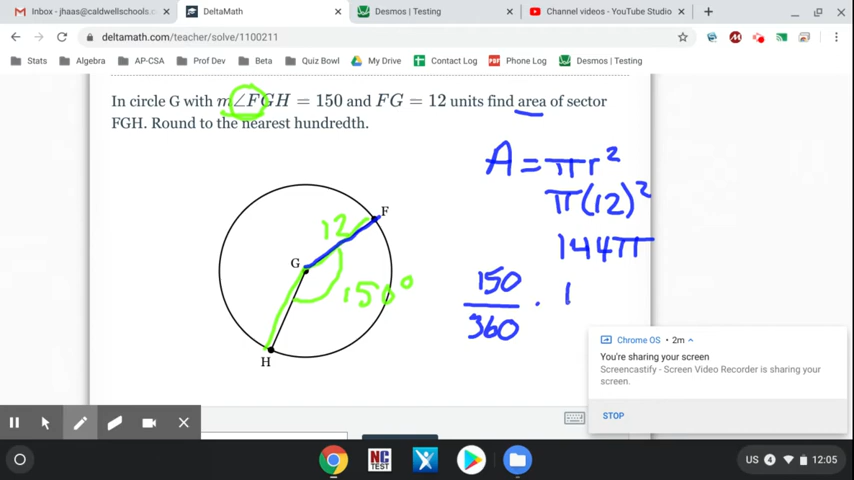 Inbox - jhaas@caldwellschools.c
DeltaMath
Desmos | Testing
Channel videos - YouTube Studio
deltamath.com/teacher/solve/1100211
Stats
Algebra
AP-CSA
Prof Dev
Beta
Quiz Bowl
My Drive
Contact Log
Phone Log
Desmos | Testing
In circle G with m∠FGH = 150 and FG = 12 units find area of sector
FGH. Round to the nearest hundredth.
A = πr²
π(12)²
144π
150
360
· 1
F
12
G
150°
H
Chrome OS • 2m
You're sharing your screen
Screencastify - Screen Video Recorder is sharing your
screen.
STOP
NC
TEST
US
4
12:05